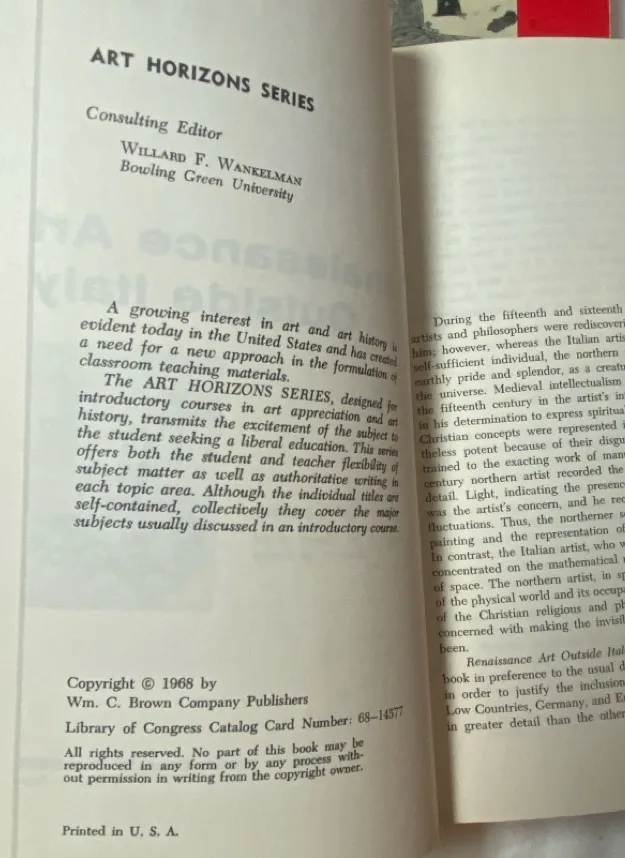 ART HORIZONS SERIES
Consulting Editor
WILLARD F. WANKELMAN
Bowling Green University
A growing interest in art and art history is
evident today in the United States and has created
a need for a new approach in the formulation of
classroom teaching materials.
The ART HORIZONS SERIES, designed for
introductory courses in art appreciation and art
history, transmits the excitement of the subject to
the student seeking a liberal education. This series
offers both the student and teacher flexibility of
subject matter as well as authoritative writing in
each topic area. Although the individual titles are
self-contained, collectively they cover the major
subjects usually discussed in an introductory course.
Copyright © 1968 by
Wm. C. Brown Company Publishers
Library of Congress Catalog Card Number: 68-14577
All rights reserved. No part of this book may be
reproduced in any form or by any process with-
out permission in writing from the copyright owner.
Printed in U. S. A.
During the fifteenth and sixteenth
artists and philosophers were
him; however, whereas the Italian
self-sufficient individual, the northern
earthly pride and splendor, as a
the universe. Medieval intellectualism
the fifteenth century in the artist's
in his determination to express
Christian concepts were represented
theless potent because of their
trained to the exacting work of
century northern artist recorded the
detail. Light, indicating the
was the artist's concern, and he
fluctuations. Thus, the northerner
painting and the representation of
In contrast, the Italian artist, who
concentrated on the mathematical
of space. The northern artist, in
of the physical world and its
of the Christian religious and
concerned with making the
been.
Renaissance Art Outside
book in preference to the usual
in order to justify the inclusion
Low Countries, Germany, and
in greater detail than the other